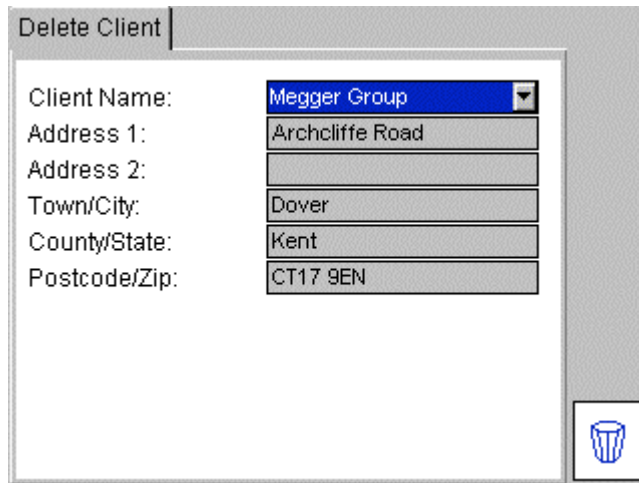 Delete Client
Client Name: Megger Group
Address 1: Archcliffe Road
Address 2:
Town/City: Dover
County/State: Kent
Postcode/Zip: CT17 9EN